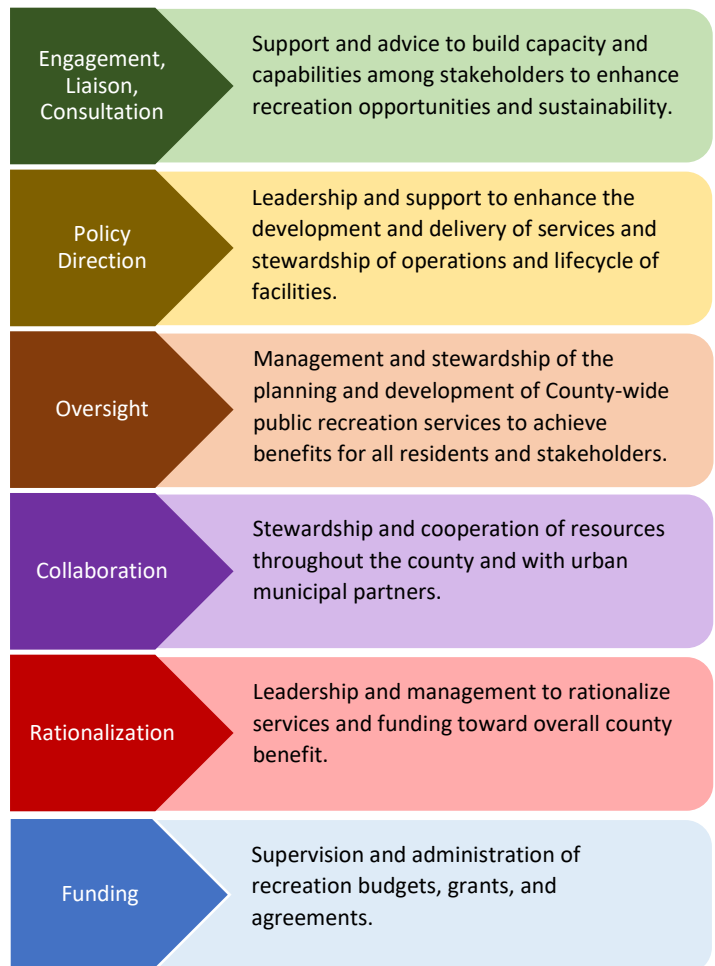 Engagement,
Liaison,
Consultation
Support and advice to build capacity and
capabilities among stakeholders to enhance
recreation opportunities and sustainability.
Policy
Direction
Leadership and support to enhance the
development and delivery of services and
stewardship of operations and lifecycle of
facilities.
Oversight
Management and stewardship of the
planning and development of County-wide
public recreation services to achieve
benefits for all residents and stakeholders.
Collaboration
Stewardship and cooperation of resources
throughout the county and with urban
municipal partners.
Rationalization
Leadership and management to rationalize
services and funding toward overall county
benefit.
Funding
Supervision and administration of
recreation budgets, grants, and
agreements.